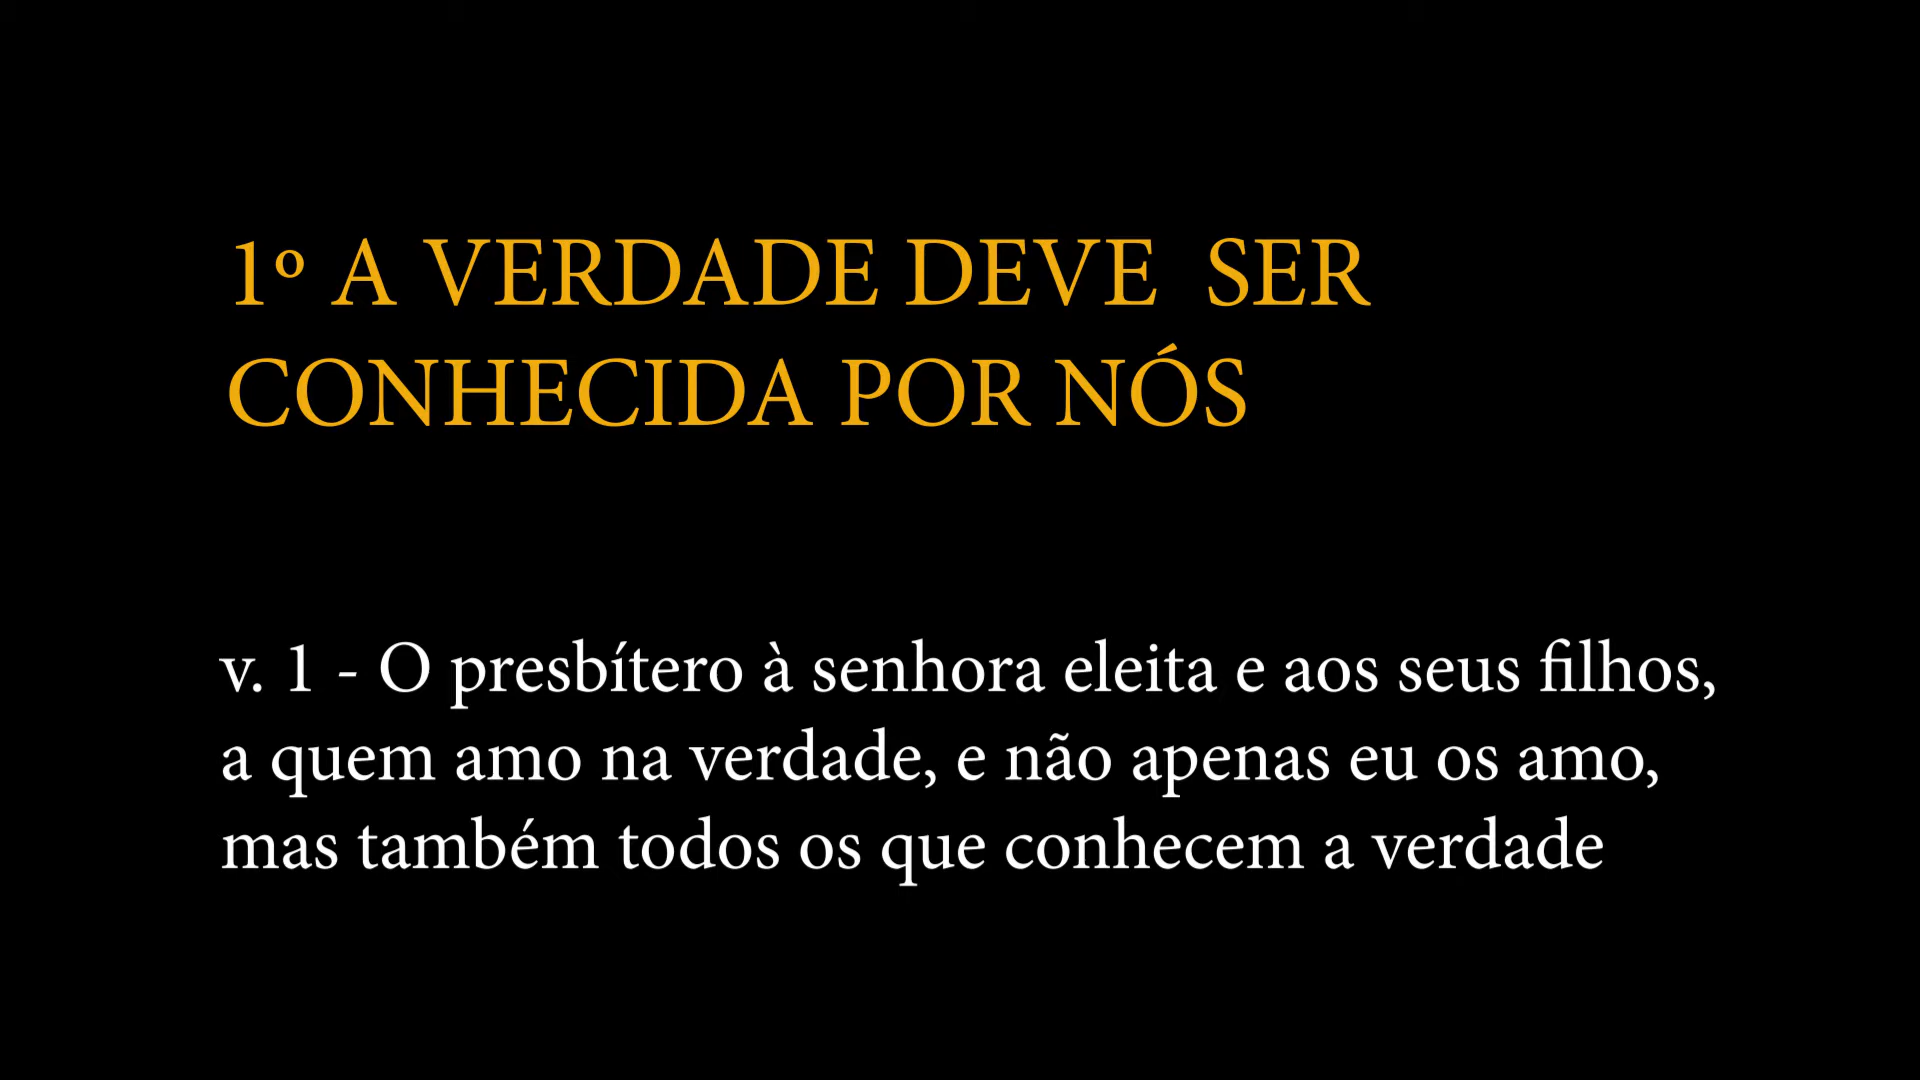 1º A VERDADE DEVE  SER
CONHECIDA POR NÓS
v. 1 - O presbítero à senhora eleita e aos seus filhos,
a quem amo na verdade, e não apenas eu os amo,
mas também todos os que conhecem a verdade